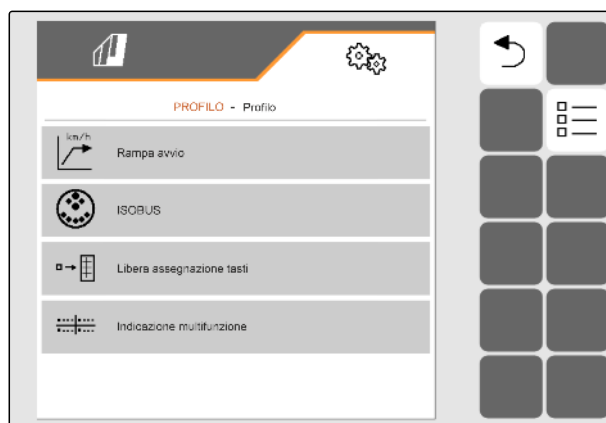 PROFILO - Profilo
km/h
Rampa avvio
ISOBUS
Libera assegnazione tasti
Indicazione multifunzione